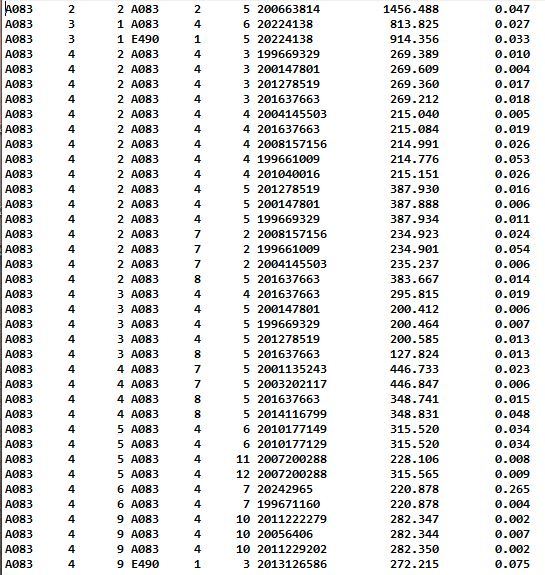 A083 2 2 A083 2 5 200663814 1456.488 0.047
A083 3 1 A083 4 6 20224138 813.825 0.027
A083 3 1 E490 1 5 20224138 914.356 0.033
A083 4 2 A083 4 3 199669329 269.389 0.010
A083 4 2 A083 4 3 200147801 269.609 0.004
A083 4 2 A083 4 3 201278519 269.360 0.017
A083 4 2 A083 4 3 201637663 269.212 0.018
A083 4 2 A083 4 4 2004145503 215.040 0.005
A083 4 2 A083 4 4 201637663 215.084 0.019
A083 4 2 A083 4 4 2008157156 214.991 0.026
A083 4 2 A083 4 4 199661009 214.776 0.053
A083 4 2 A083 4 4 201040016 215.151 0.026
A083 4 2 A083 4 5 201278519 387.930 0.016
A083 4 2 A083 4 5 200147801 387.888 0.006
A083 4 2 A083 4 5 199669329 387.934 0.011
A083 4 2 A083 7 2 2008157156 234.923 0.024
A083 4 2 A083 7 2 199661009 234.901 0.054
A083 4 2 A083 7 2 2004145503 235.237 0.006
A083 4 2 A083 8 5 201637663 383.667 0.014
A083 4 3 A083 4 4 201637663 295.815 0.019
A083 4 3 A083 4 5 200147801 200.412 0.006
A083 4 3 A083 4 5 199669329 200.464 0.007
A083 4 3 A083 4 5 201278519 200.585 0.013
A083 4 3 A083 8 5 201637663 127.824 0.013
A083 4 4 A083 7 5 2001135243 446.733 0.023
A083 4 4 A083 7 5 2003202117 446.847 0.006
A083 4 4 A083 8 5 201637663 348.741 0.015
A083 4 4 A083 8 5 2014116799 348.831 0.048
A083 4 5 A083 4 6 2010177149 315.520 0.034
A083 4 5 A083 4 6 2010177129 315.520 0.034
A083 4 5 A083 4 11 2007200288 228.106 0.008
A083 4 5 A083 4 12 2007200288 315.565 0.009
A083 4 6 A083 4 7 20242965 220.878 0.265
A083 4 6 A083 4 7 199671160 220.878 0.004
A083 4 9 A083 4 10 2011222279 282.347 0.002
A083 4 9 A083 4 10 20056406 282.344 0.007
A083 4 9 A083 4 10 2011229202 282.350 0.002
A083 4 9 E490 1 3 2013126586 272.215 0.075